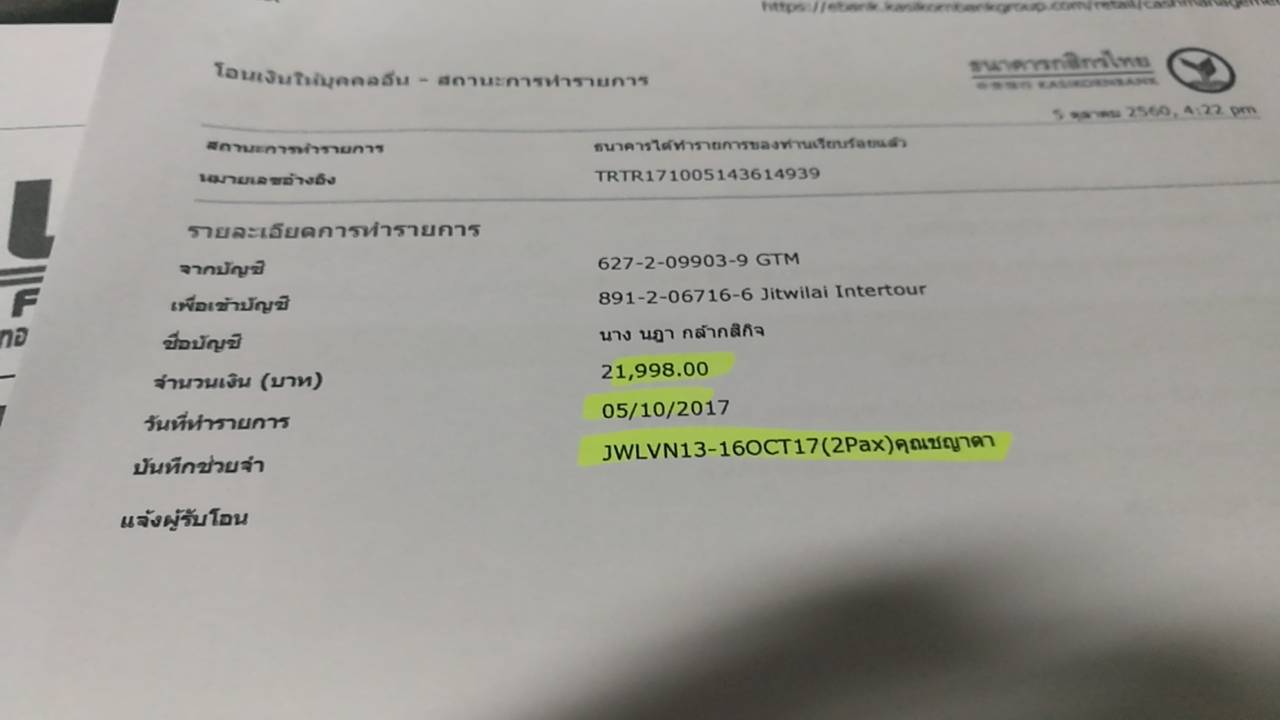 https://ebank.kasikornbankgroup.com/retail/cashmanagement
โอนเงินให้บุคคลอื่น - สถานะการทำรายการ
ธนาคารกสิกรไทย
KASIKORNBANK
5 ตุลาคม 2560, 4:22 pm
สถานะการทำรายการ ธนาคารได้ทำรายการของท่านเรียบร้อยแล้ว
หมายเลขอ้างอิง TRTR171005143614939
รายละเอียดการทำรายการ
จากบัญชี 627-2-09903-9 GTM
เพื่อเข้าบัญชี 891-2-06716-6 Jitwilai Intertour
ชื่อบัญชี นาง นฎา กล้ากสิกิจ
จำนวนเงิน (บาท) 21,998.00
วันที่ทำรายการ 05/10/2017
บันทึกช่วยจำ JWLVN13-16OCT17(2Pax)คุณชญาดา
แจ้งผู้รับโอน